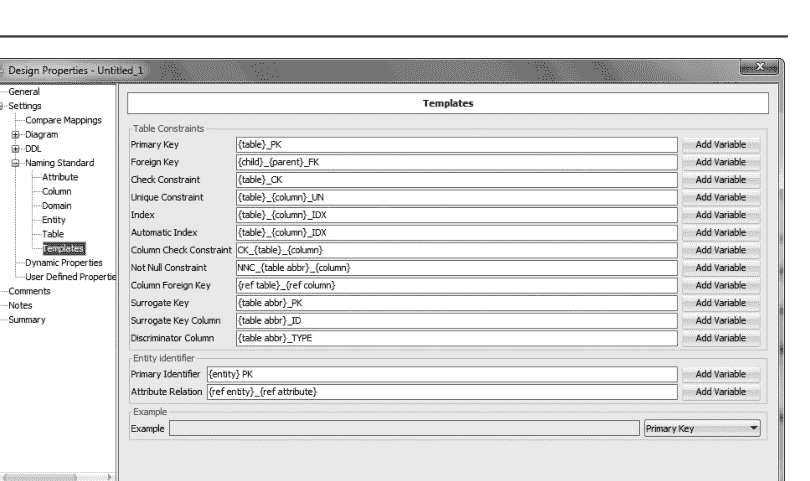 Design Properties - Untitled_1
General
Settings
Compare Mappings
Diagram
DDL
Naming Standard
Attribute
Column
Domain
Entity
Table
Templates
Dynamic Properties
User Defined Propertie
Comments
Notes
Summary
Templates
Table Constraints
Primary Key {table}_PK Add Variable
Foreign Key {child}_{parent}_FK Add Variable
Check Constraint {table}_CK Add Variable
Unique Constraint {table}_{column}_UN Add Variable
Index {table}_{column}_IDX Add Variable
Automatic Index {table}_{column}_IDX Add Variable
Column Check Constraint CK_{table}_{column} Add Variable
Not Null Constraint NNC_{table abbr}_{column} Add Variable
Column Foreign Key {ref table}_{ref column} Add Variable
Surrogate Key {table abbr}_PK Add Variable
Surrogate Key Column {table abbr}_ID Add Variable
Discriminator Column {table abbr}_TYPE Add Variable
Entity identifier
Primary Identifier {entity} PK Add Variable
Attribute Relation {ref entity}_{ref attribute} Add Variable
Example
Example Primary Key